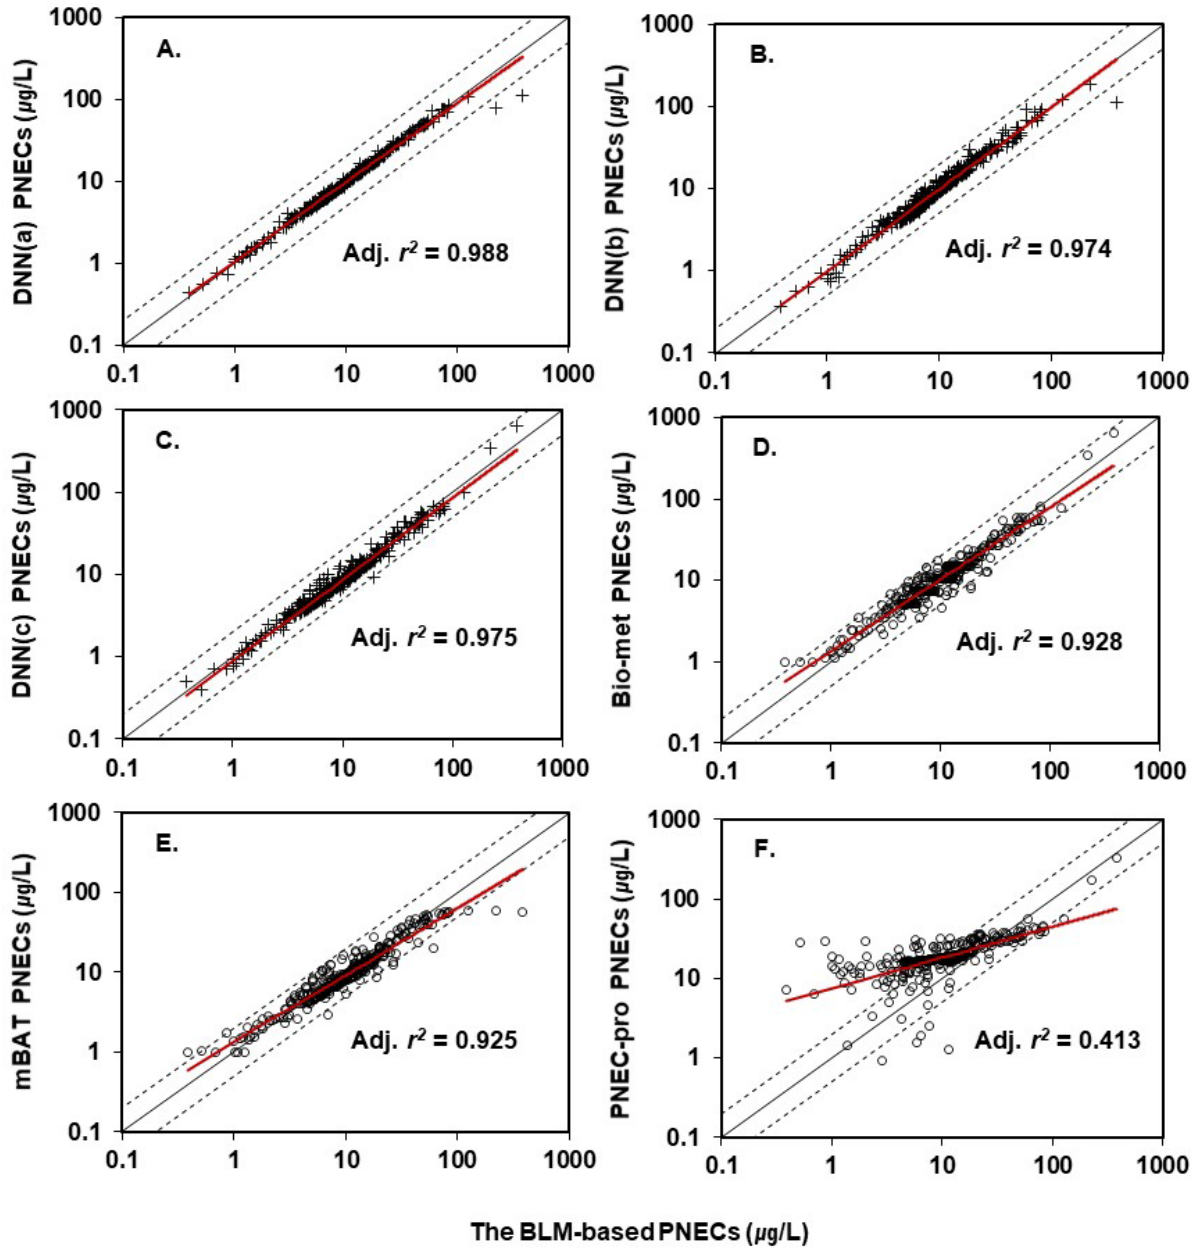 A.
DNN(a) PNECs (㎍/L)
1000
100
10
1
0.1
Adj. r² = 0.988
0.1 1 10 100 1000
B.
DNN(b) PNECs (㎍/L)
1000
100
10
1
0.1
Adj. r² = 0.974
0.1 1 10 100 1000
C.
DNN(c) PNECs (㎍/L)
1000
100
10
1
0.1
Adj. r² = 0.975
0.1 1 10 100 1000
D.
Bio-met PNECs (㎍/L)
1000
100
10
1
0.1
Adj. r² = 0.928
0.1 1 10 100 1000
E.
mBAT PNECs (㎍/L)
1000
100
10
1
0.1
Adj. r² = 0.925
0.1 1 10 100 1000
F.
PNEC-pro PNECs (㎍/L)
1000
100
10
1
0.1
Adj. r² = 0.413
0.1 1 10 100 1000
The BLM-based PNECs (㎍/L)